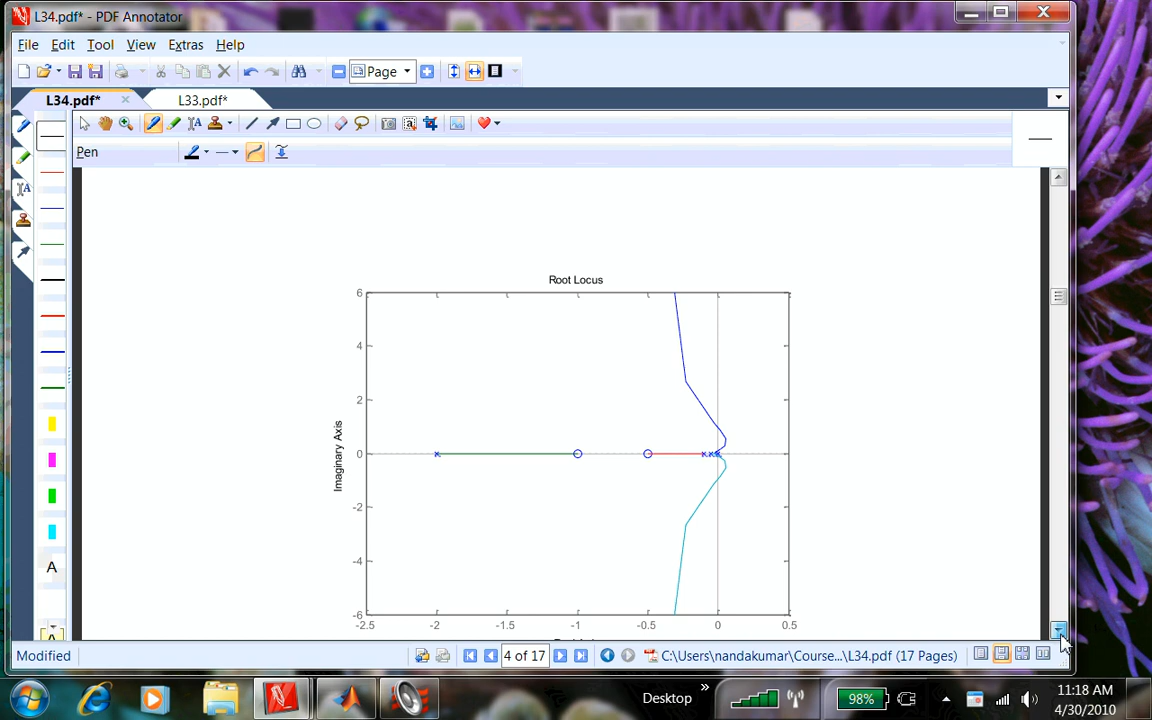 L34.pdf* - PDF Annotator
File Edit Tool View Extras Help
Page
L34.pdf*
L33.pdf*
Pen
A
Root Locus
6
4
2
0
-2
-4
-6
Imaginary Axis
-2.5 -2 -1.5 -1 -0.5 0 0.5
Modified
4 of 17
C:\Users\nandakumar\Course...\L34.pdf (17 Pages)
Desktop
98%
11:18 AM
4/30/2010